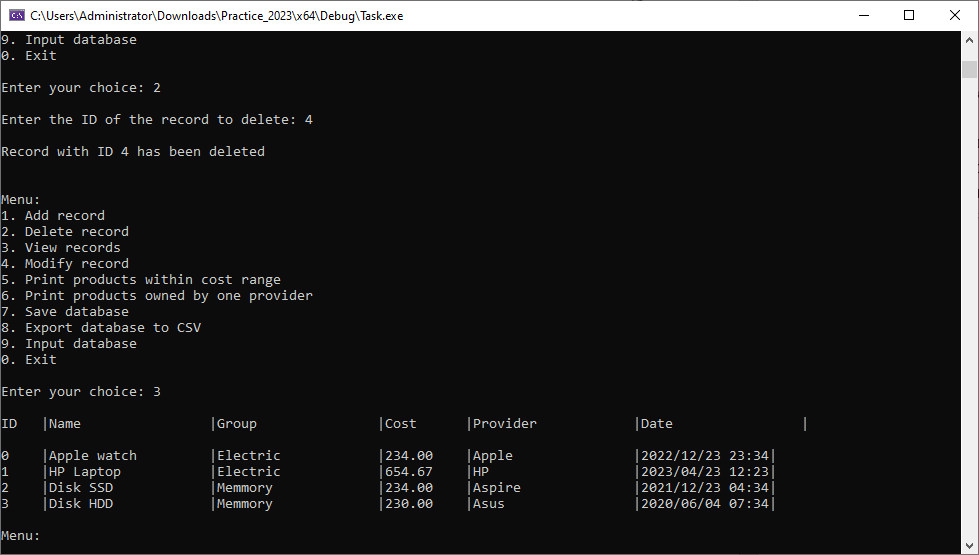 C:\Users\Administrator\Downloads\Practice_2023\x64\Debug\Task.exe
9. Input database
0. Exit
Enter your choice: 2
Enter the ID of the record to delete: 4
Record with ID 4 has been deleted
Menu:
1. Add record
2. Delete record
3. View records
4. Modify record
5. Print products within cost range
6. Print products owned by one provider
7. Save database
8. Export database to CSV
9. Input database
0. Exit
Enter your choice: 3
ID   |Name                |Group               |Cost      |Provider            |Date                |
0    |Apple watch         |Electric            |234.00    |Apple               |2022/12/23 23:34|
1    |HP Laptop           |Electric            |654.67    |HP                  |2023/04/23 12:23|
2    |Disk SSD            |Memmory             |234.00    |Aspire              |2021/12/23 04:34|
3    |Disk HDD            |Memmory             |230.00    |Asus                |2020/06/04 07:34|
Menu: